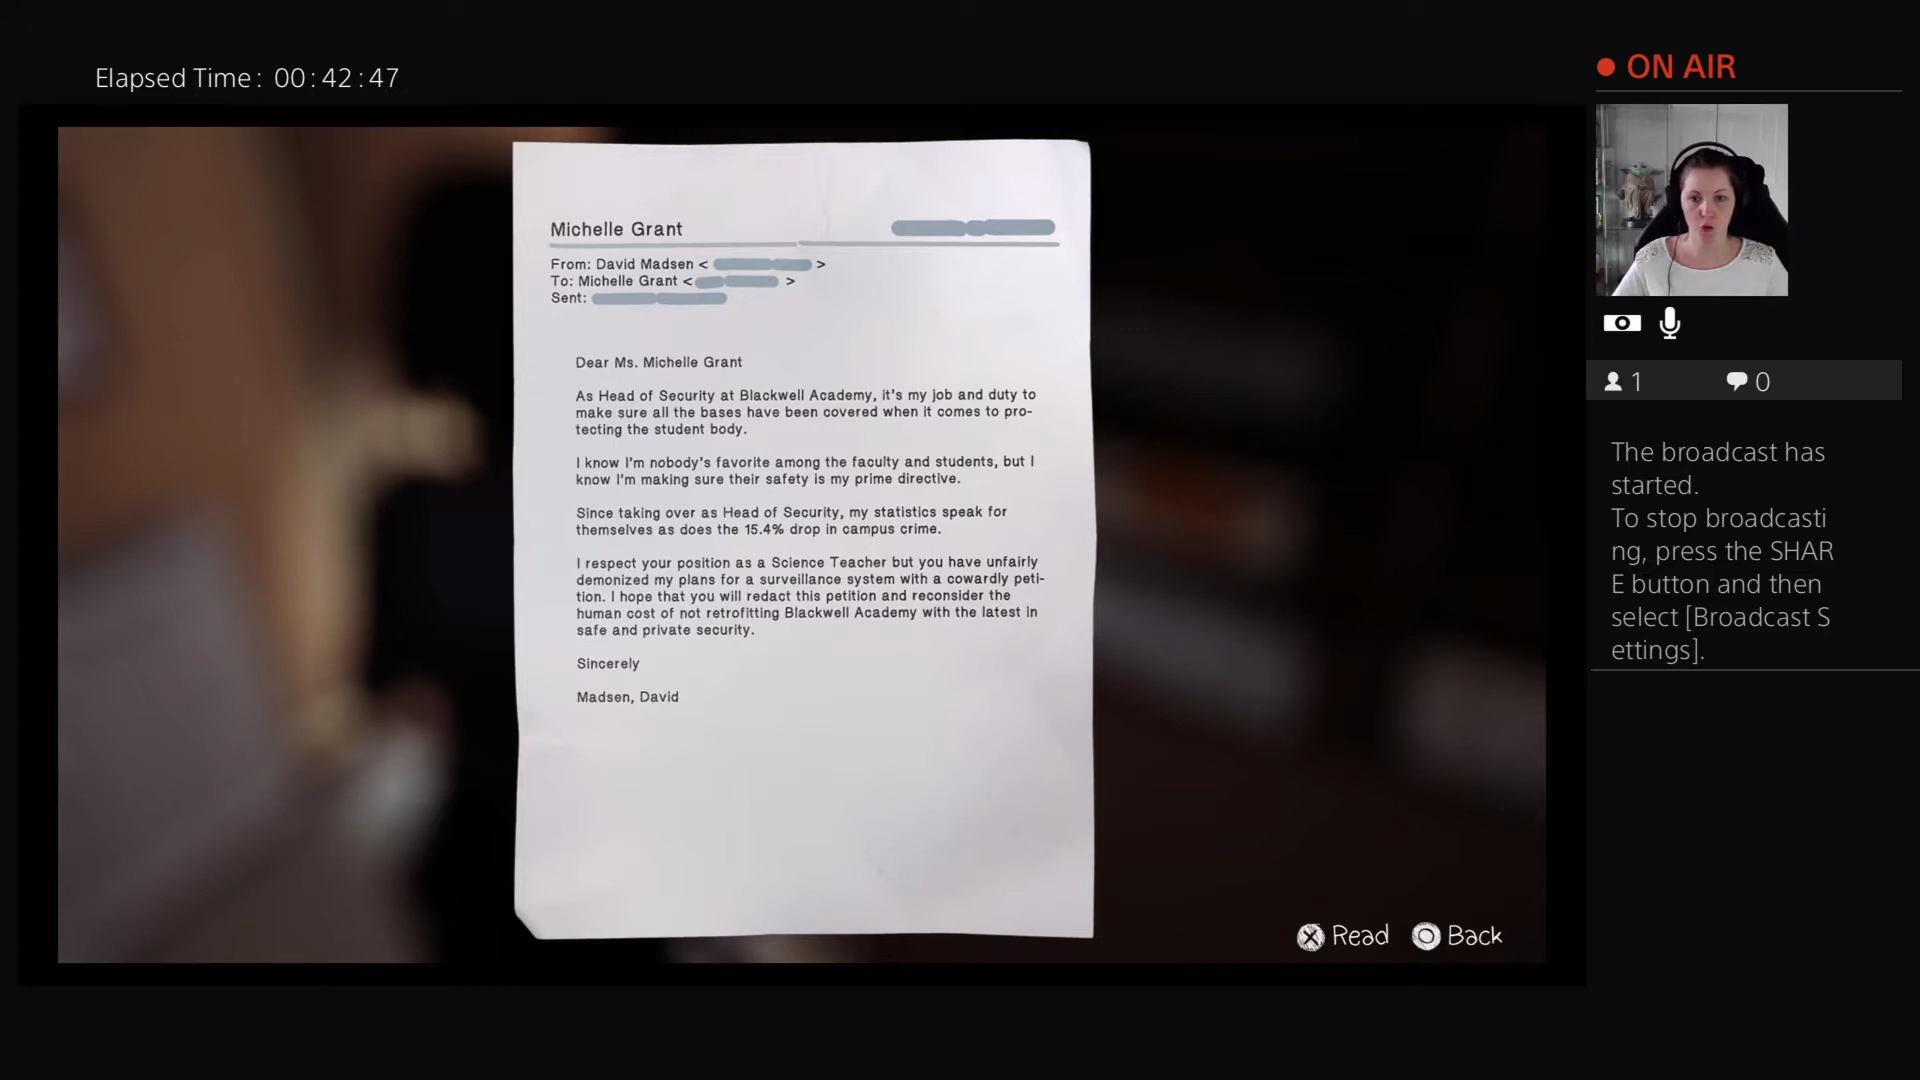 Elapsed Time: 00:42:47
ON AIR
Michelle Grant
From: David Madsen < >
To: Michelle Grant < >
Sent:
Dear Ms. Michelle Grant
As Head of Security at Blackwell Academy, it's my job and duty to
make sure all the bases have been covered when it comes to pro-
tecting the student body.
I know I'm nobody's favorite among the faculty and students, but I
know I'm making sure their safety is my prime directive.
Since taking over as Head of Security, my statistics speak for
themselves as does the 15.4% drop in campus crime.
I respect your position as a Science Teacher but you have unfairly
demonized my plans for a surveillance system with a cowardly peti-
tion. I hope that you will redact this petition and reconsider the
human cost of not retrofitting Blackwell Academy with the latest in
safe and private security.
Sincerely
Madsen, David
Read Back
1 0
The broadcast has
started.
To stop broadcasti
ng, press the SHAR
E button and then
select [Broadcast S
ettings].